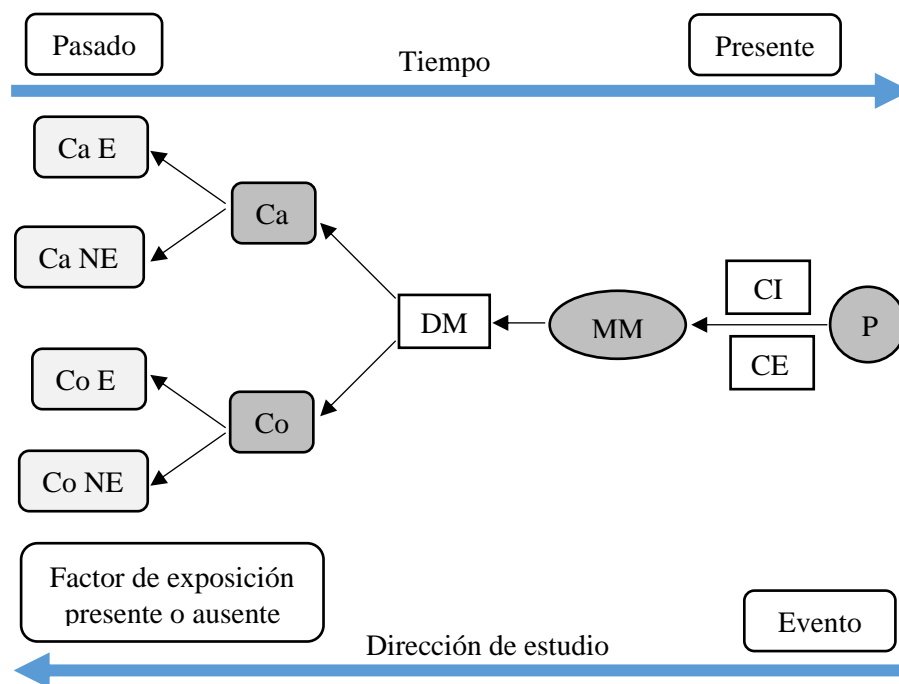 Pasado
Presente
Tiempo
Ca E
Ca
Ca NE
CI
DM
MM
P
CE
Co E
Co
Co NE
Factor de exposición
presente o ausente
Evento
Dirección de estudio